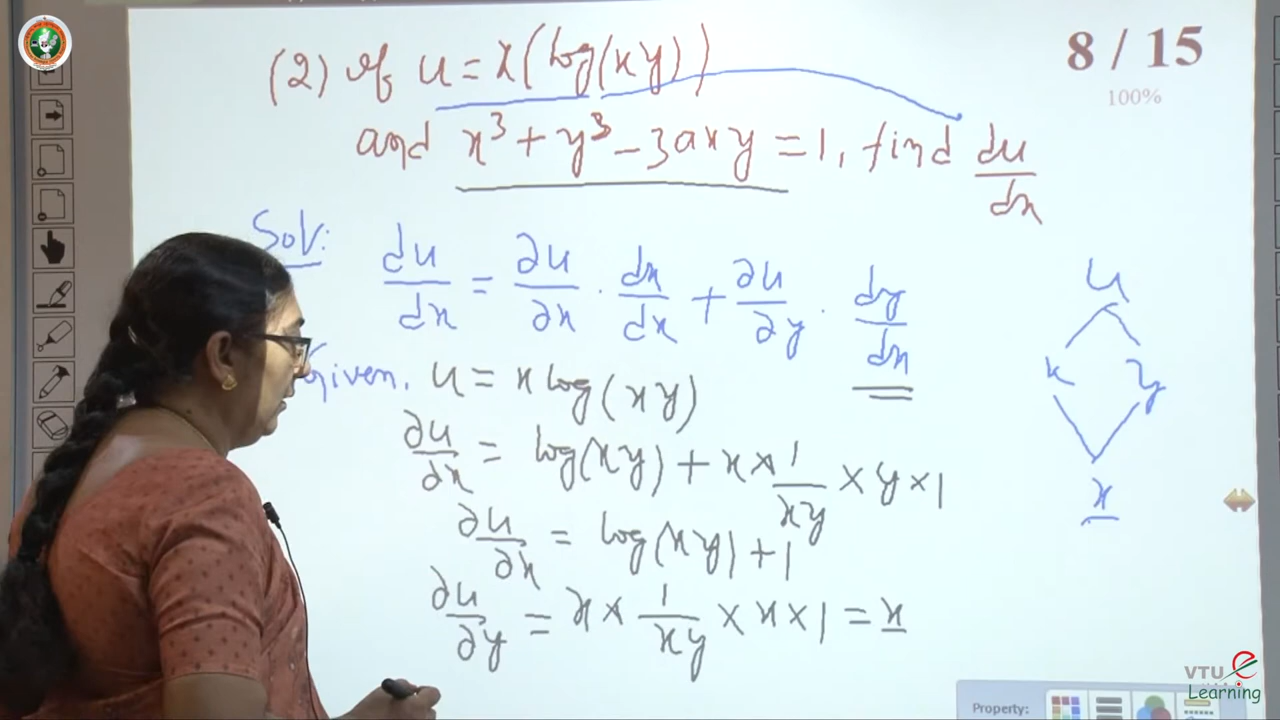 8 / 15
100%
(2) If u = x(log(xy))
and x³ + y³ - 3axy = 1, find du/dx
Sol:
du/dx = ∂u/∂x · dx/dx + ∂u/∂y · dy/dx
u
x y
x
Given, u = x log(xy)
∂u/∂x = log(xy) + x × 1/xy × y × 1
∂u/∂x = log(xy) + 1
∂u/∂y = x × 1/xy × x × 1 = x
VTU e
Learning
Property: